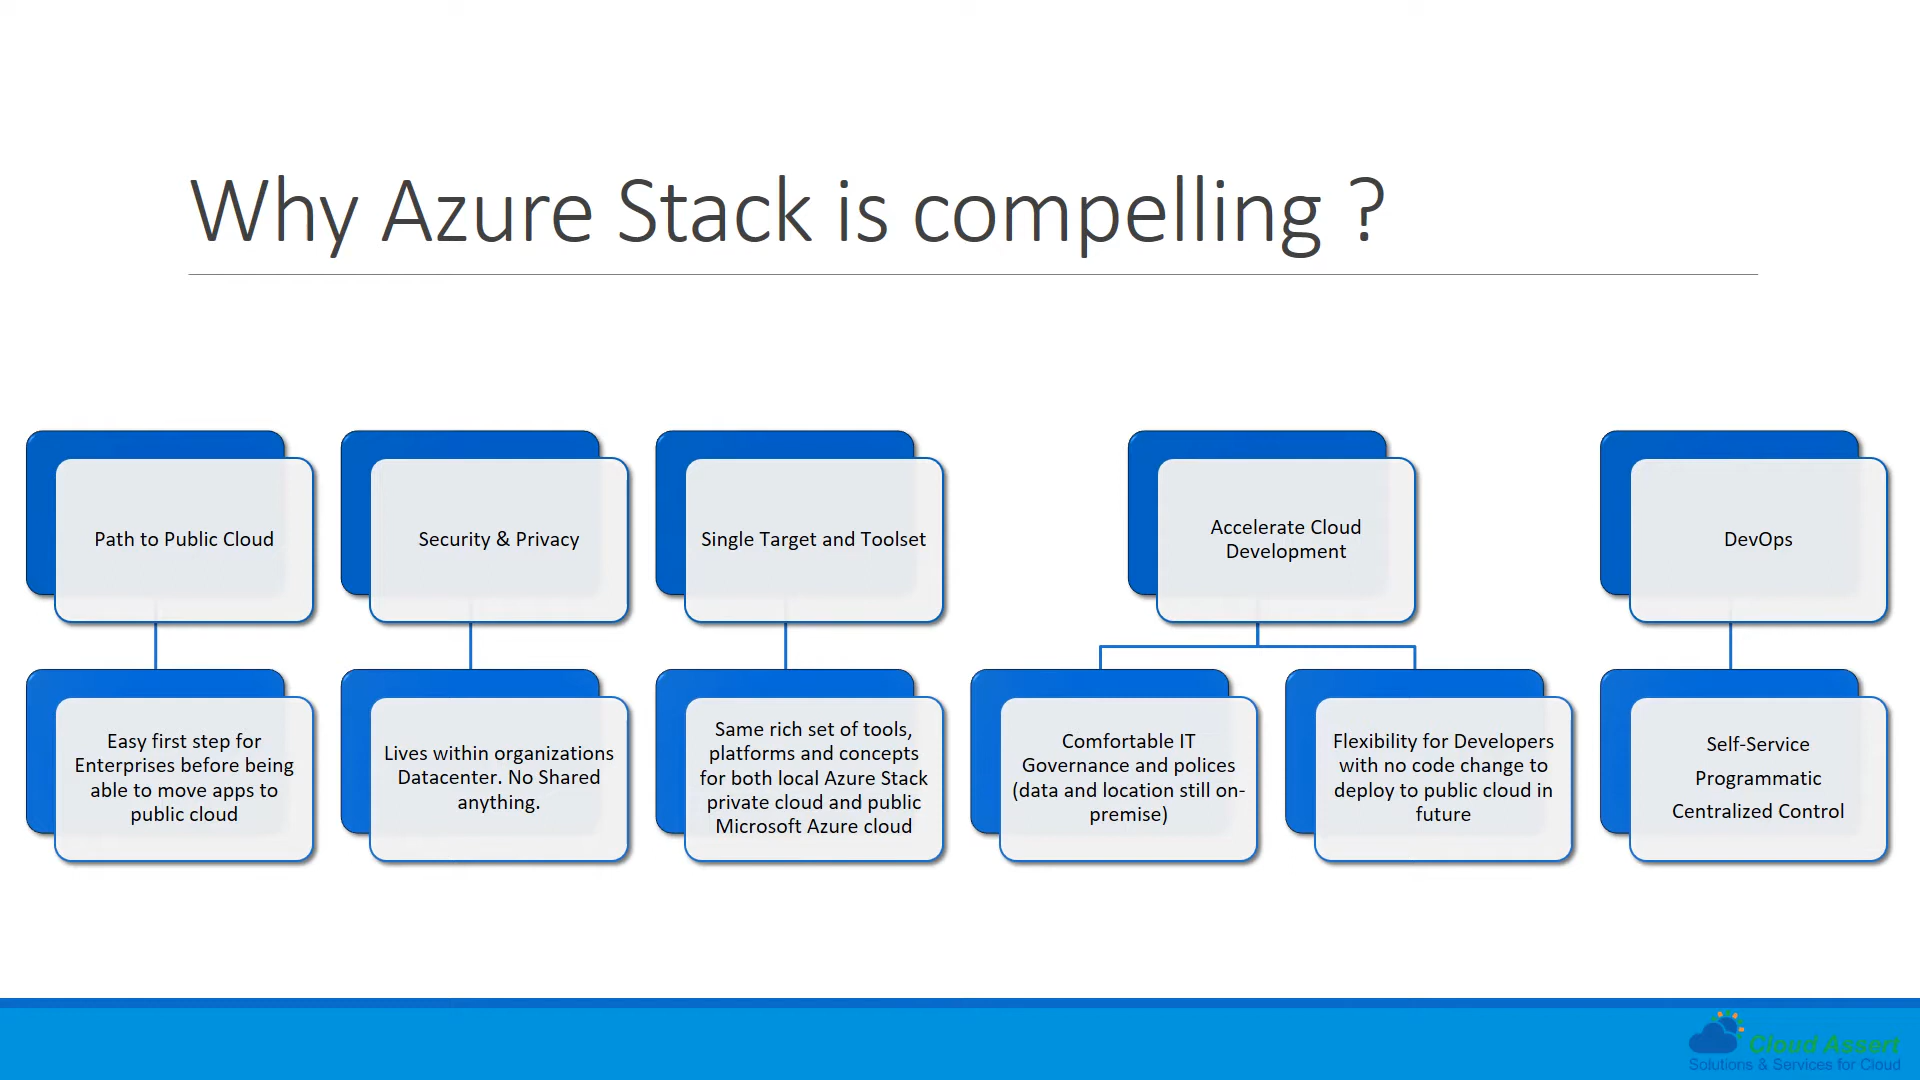 Why Azure Stack is compelling ?
Path to Public Cloud
Security & Privacy
Single Target and Toolset
Accelerate Cloud
Development
DevOps
Easy first step for
Enterprises before being
able to move apps to
public cloud
Lives within organizations
Datacenter. No Shared
anything.
Same rich set of tools,
platforms and concepts
for both local Azure Stack
private cloud and public
Microsoft Azure cloud
Comfortable IT
Governance and polices
(data and location still on-
premise)
Flexibility for Developers
with no code change to
deploy to public cloud in
future
Self-Service
Programmatic
Centralized Control
Cloud Assert
Solutions & Services for Cloud